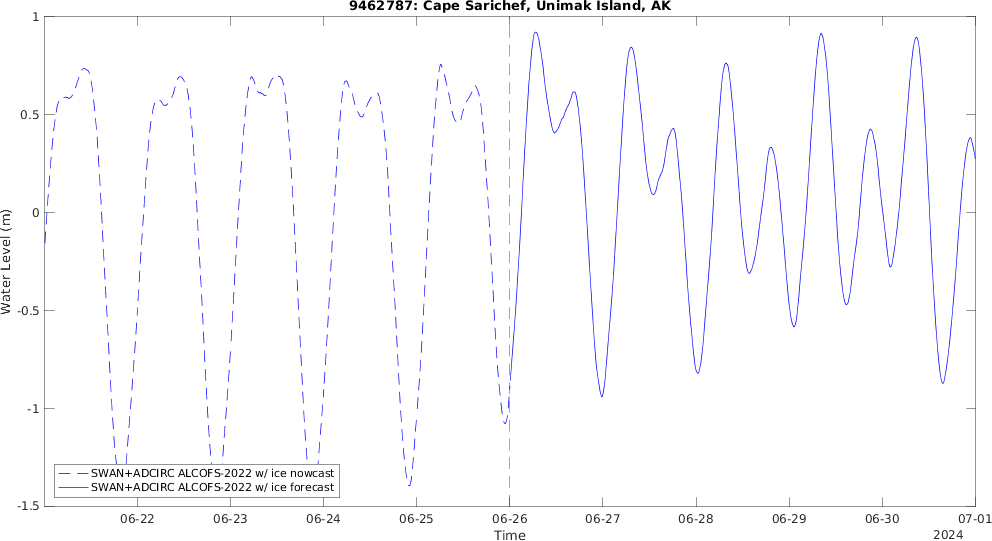 9462787: Cape Sarichef, Unimak Island, AK
1
0.5
0
-0.5
-1
-1.5
Water Level (m)
SWAN+ADCIRC ALCOFS-2022 w/ ice nowcast
SWAN+ADCIRC ALCOFS-2022 w/ ice forecast
06-22 06-23 06-24 06-25 06-26 06-27 06-28 06-29 06-30 07-01
Time
2024